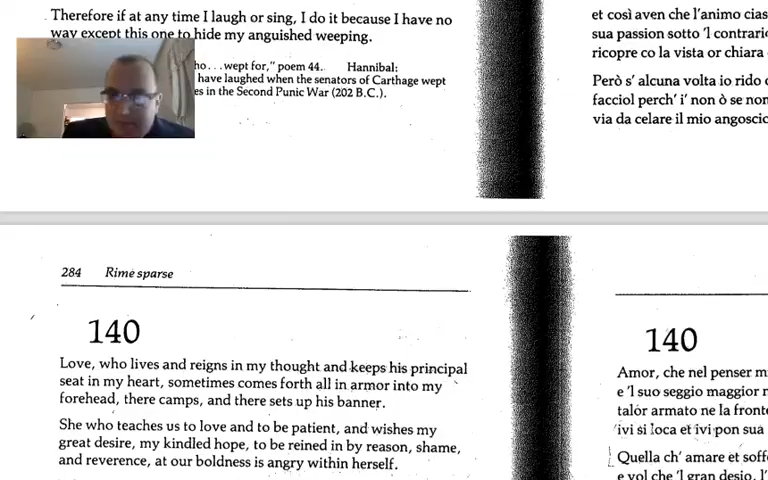 Therefore if at any time I laugh or sing, I do it because I have no
way except this one to hide my anguished weeping.
ho . . . wept for," poem 44. Hannibal:
have laughed when the senators of Carthage wept
es in the Second Punic War (202 B.C.).
et così aven che l'animo cias
sua passion sotto 'l contrario
ricopre co la vista or chiara
Però s' alcuna volta io rido o
facciol perch' i' non ò se non
via da celare il mio angoscio
284 Rime sparse
140
Love, who lives and reigns in my thought and keeps his principal
seat in my heart, sometimes comes forth all in armor into my
forehead, there camps, and there sets up his banner.
She who teaches us to love and to be patient, and wishes my
great desire, my kindled hope, to be reined in by reason, shame,
and reverence, at our boldness is angry within herself.
140
Amor, che nel penser m
e 'l suo seggio maggior n
talór armato ne la fronte
ivi si loca et ivi pon sua
Quella ch' amare et soff
e vol che 'l gran desio, l'